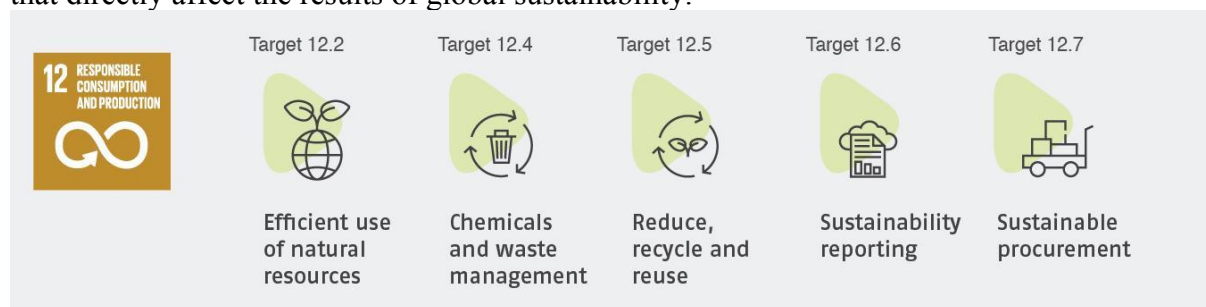 that directly affect the results of global sustainability.
12 RESPONSIBLE
CONSUMPTION
AND PRODUCTION
Target 12.2
Efficient use
of natural
resources
Target 12.4
Chemicals
and waste
management
Target 12.5
Reduce,
recycle and
reuse
Target 12.6
Sustainability
reporting
Target 12.7
Sustainable
procurement